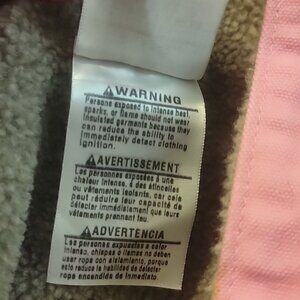 ⚠WARNING
Persons exposed to intense heat,
sparks, or flame should not wear
insulated garments because they
can reduce the ability to
immediately detect clothing
ignition.
⚠AVERTISSEMENT
Les personnes exposées à une
chaleur intense, à des étincelles
ou vêtements isolants, car cela
peut réduire leur capacité de
détecter immédiatement que leurs
vêtements prennent feu.
⚠ADVERTENCIA
Las personas expuestas a calor
intenso, chispas o llamas no deben
usar ropa con aislamiento, porque
esto reduce la habilidad de detectar
ropa encendida de inmediato.